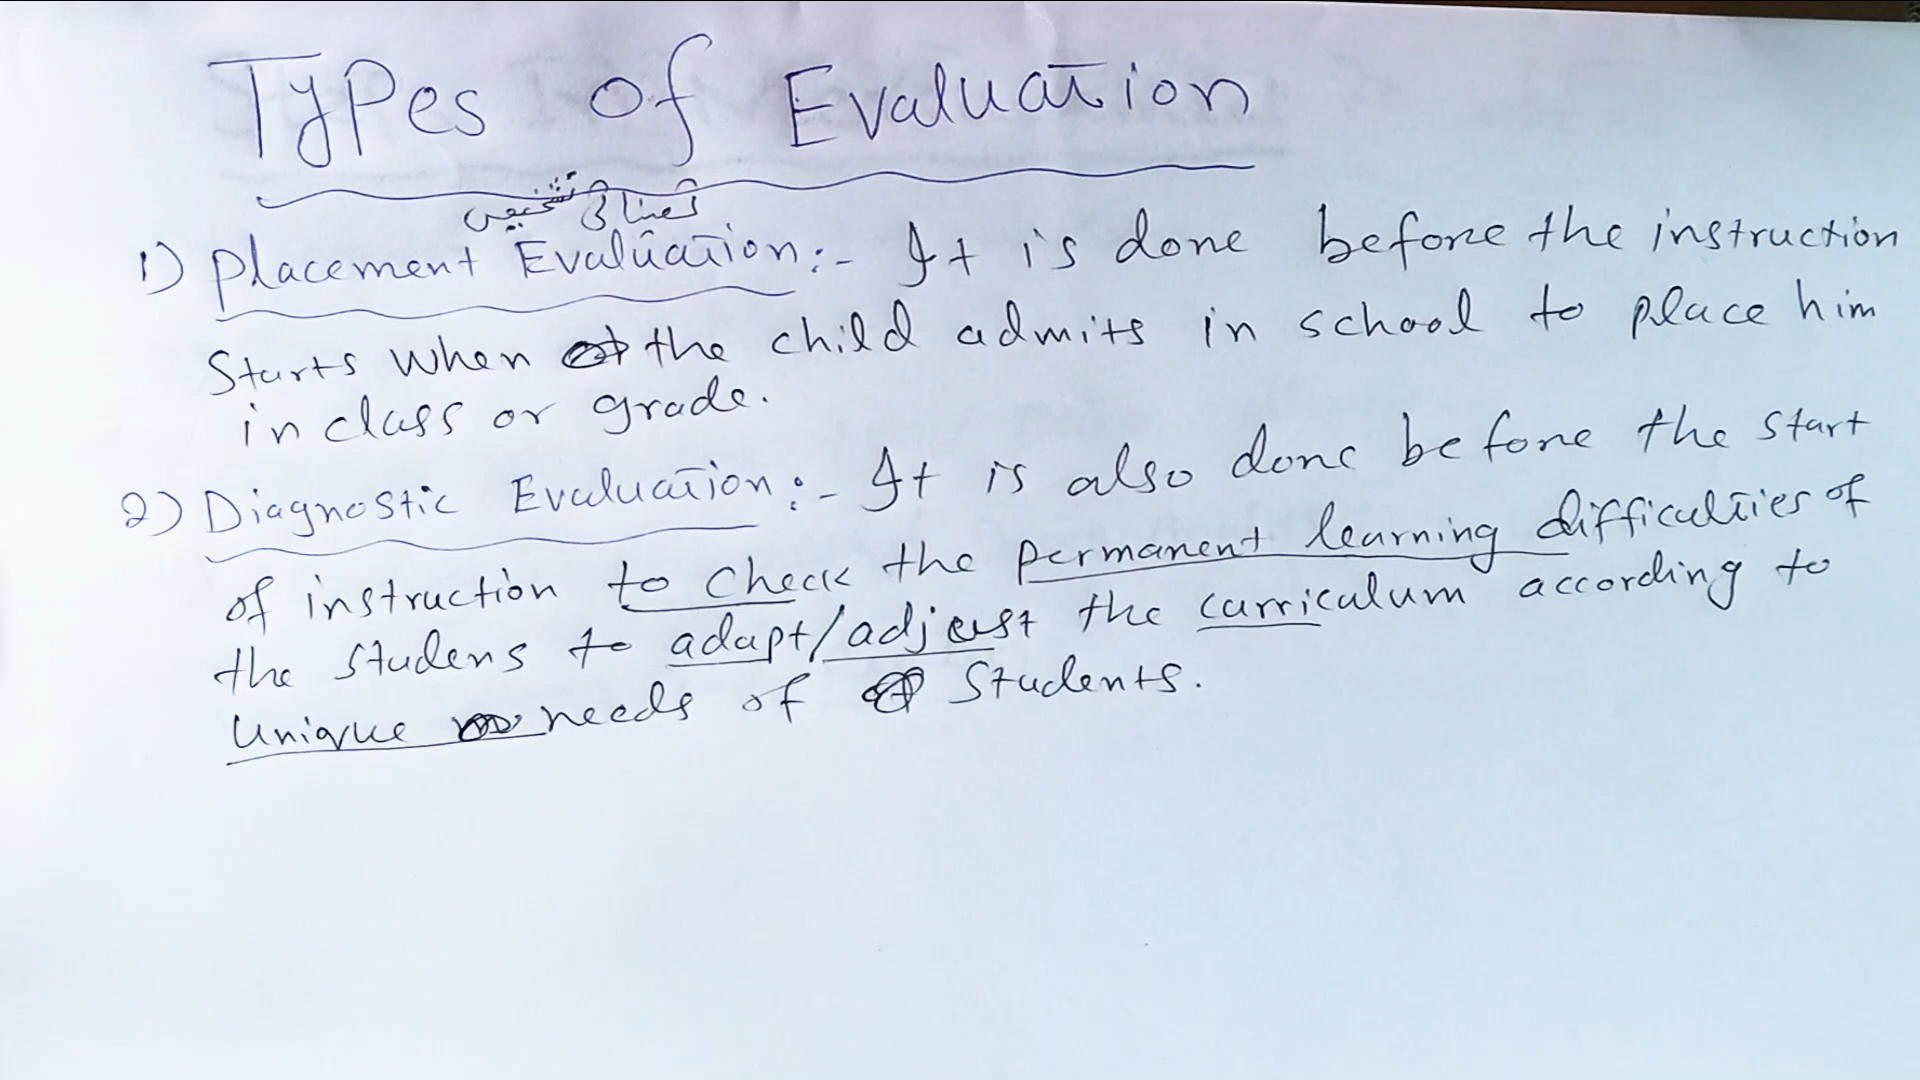 Types of Evaluation
1) Placement Evaluation:- It is done before the instruction
Starts when the child admits in school to place him
in class or grade.
2) Diagnostic Evaluation:- It is also done before the start
of instruction to check the permanent learning difficulties of
the studens to adapt/adjust the curriculum according to
unique needs of students.